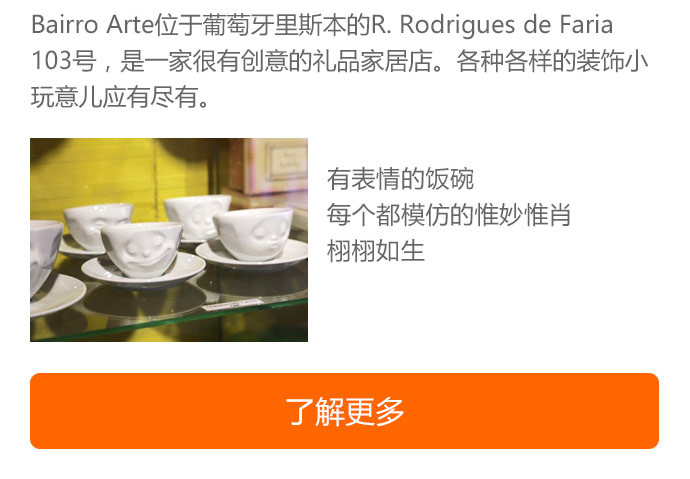 Bairro Arte位于葡萄牙里斯本的R. Rodrigues de Faria
103号，是一家很有创意的礼品家居店。各种各样的装饰小
玩意儿应有尽有。
有表情的饭碗
每个都模仿的惟妙惟肖
栩栩如生
了解更多